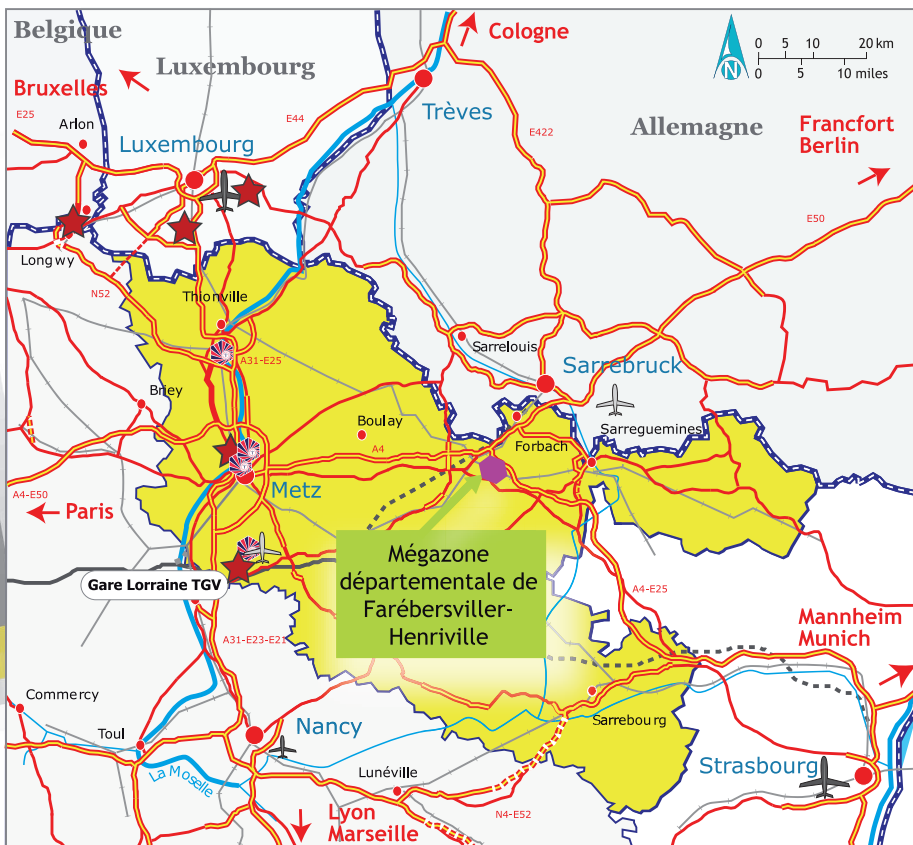 Belgique
Cologne
0 5 10 20 km
0 5 10 miles
N
Luxembourg
Bruxelles
Trèves
E25
Arlon
E44
E422
Allemagne
Francfort
Berlin
Luxembourg
E50
Longwy
N52
Thionville
A31-E25
Sarrelouis
Sarrebruck
Briey
Boulay
Sarreguemines
Forbach
A4
A4-E50
Metz
Paris
Mégazone
départementale de
Farébersviller-
Henriville
Gare Lorraine TGV
A4-E25
Mannheim
Munich
A31-E23-E21
Commercy
Toul
Nancy
Sarrebourg
La Moselle
Lunéville
Strasbourg
N4-E52
Lyon
Marseille